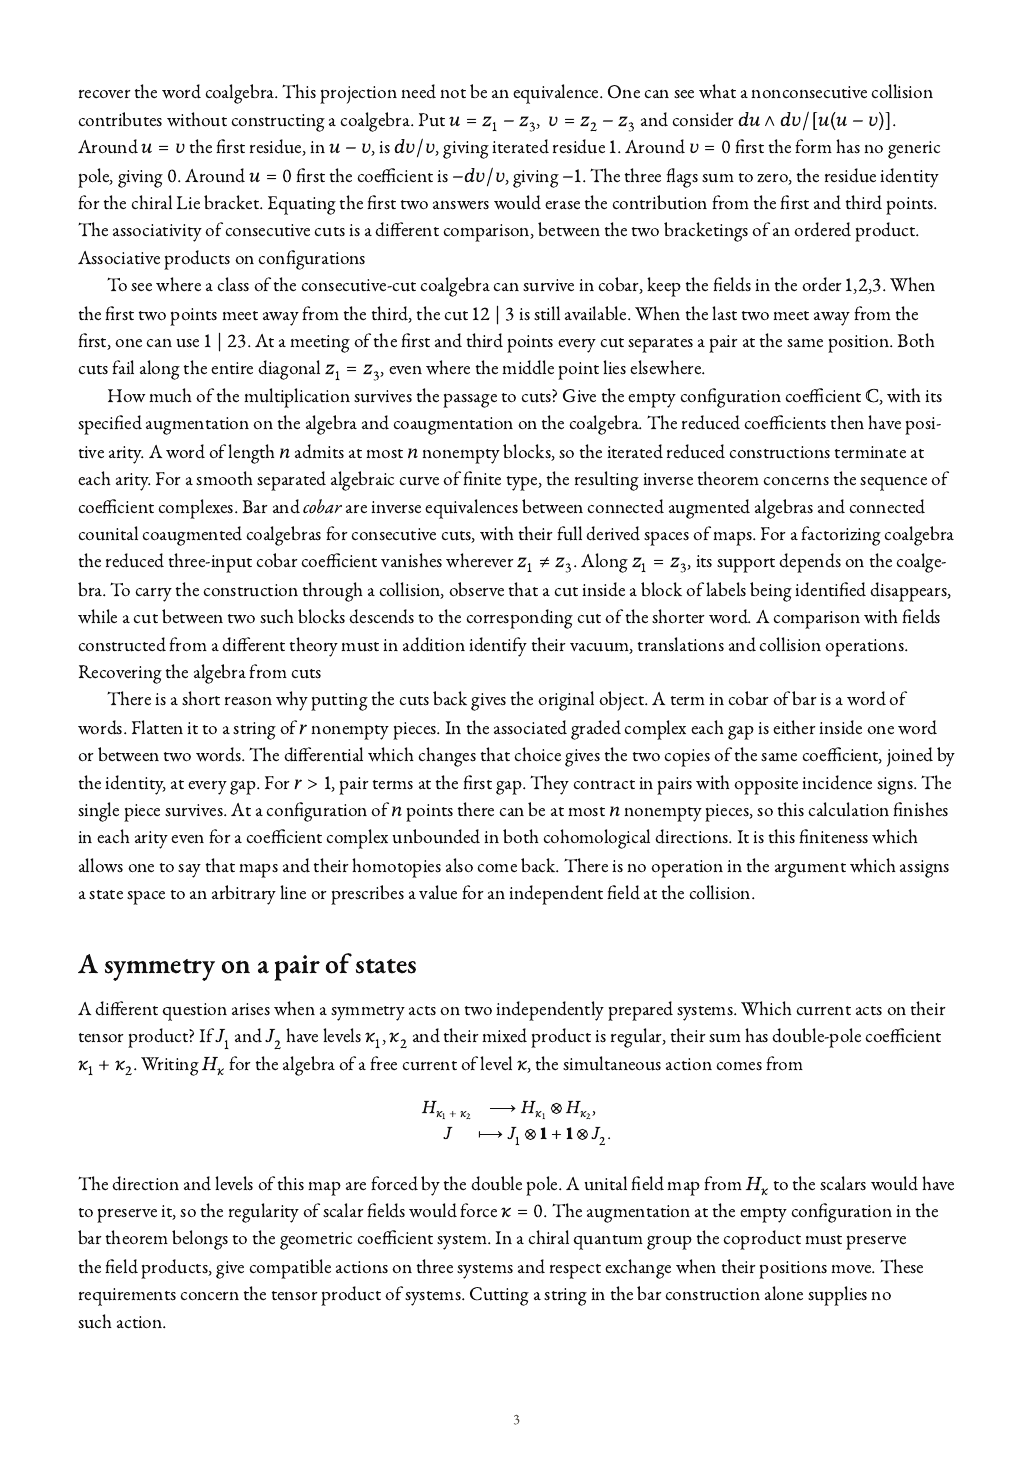 recover the word coalgebra. This projection need not be an equivalence. One can see what a nonconsecutive collision
contributes without constructing a coalgebra. Put u = z₁ − z₃, v = z₂ − z₃ and consider du ∧ dv/[u(u − v)].
Around u = v the first residue, in u − v, is dv/v, giving iterated residue 1. Around v = 0 first the form has no generic
pole, giving 0. Around u = 0 first the coefficient is −dv/v, giving −1. The three flags sum to zero, the residue identity
for the chiral Lie bracket. Equating the first two answers would erase the contribution from the first and third points.
The associativity of consecutive cuts is a different comparison, between the two bracketings of an ordered product.
Associative products on configurations
To see where a class of the consecutive-cut coalgebra can survive in cobar, keep the fields in the order 1,2,3. When
the first two points meet away from the third, the cut 12 | 3 is still available. When the last two meet away from the
first, one can use 1 | 23. At a meeting of the first and third points every cut separates a pair at the same position. Both
cuts fail along the entire diagonal z₁ = z₃, even where the middle point lies elsewhere.
How much of the multiplication survives the passage to cuts? Give the empty configuration coefficient ℂ, with its
specified augmentation on the algebra and coaugmentation on the coalgebra. The reduced coefficients then have posi-
tive arity. A word of length n admits at most n nonempty blocks, so the iterated reduced constructions terminate at
each arity. For a smooth separated algebraic curve of finite type, the resulting inverse theorem concerns the sequence of
coefficient complexes. Bar and cobar are inverse equivalences between connected augmented algebras and connected
counital coaugmented coalgebras for consecutive cuts, with their full derived spaces of maps. For a factorizing coalgebra
the reduced three-input cobar coefficient vanishes wherever z₁ ≠ z₃. Along z₁ = z₃, its support depends on the coalge-
bra. To carry the construction through a collision, observe that a cut inside a block of labels being identified disappears,
while a cut between two such blocks descends to the corresponding cut of the shorter word. A comparison with fields
constructed from a different theory must in addition identify their vacuum, translations and collision operations.
Recovering the algebra from cuts
There is a short reason why putting the cuts back gives the original object. A term in cobar of bar is a word of
words. Flatten it to a string of r nonempty pieces. In the associated graded complex each gap is either inside one word
or between two words. The differential which changes that choice gives the two copies of the same coefficient, joined by
the identity, at every gap. For r > 1, pair terms at the first gap. They contract in pairs with opposite incidence signs. The
single piece survives. At a configuration of n points there can be at most n nonempty pieces, so this calculation finishes
in each arity even for a coefficient complex unbounded in both cohomological directions. It is this finiteness which
allows one to say that maps and their homotopies also come back. There is no operation in the argument which assigns
a state space to an arbitrary line or prescribes a value for an independent field at the collision.
A symmetry on a pair of states
A different question arises when a symmetry acts on two independently prepared systems. Which current acts on their
tensor product? If J₁ and J₂ have levels κ₁, κ₂ and their mixed product is regular, their sum has double-pole coefficient
κ₁ + κ₂. Writing H_κ for the algebra of a free current of level κ, the simultaneous action comes from
H_{κ₁ + κ₂} ⟶ H_{κ₁} ⊗ H_{κ₂},
J ⟼ J₁ ⊗ 𝟏 + 𝟏 ⊗ J₂.
The direction and levels of this map are forced by the double pole. A unital field map from H_κ to the scalars would have
to preserve it, so the regularity of scalar fields would force κ = 0. The augmentation at the empty configuration in the
bar theorem belongs to the geometric coefficient system. In a chiral quantum group the coproduct must preserve
the field products, give compatible actions on three systems and respect exchange when their positions move. These
requirements concern the tensor product of systems. Cutting a string in the bar construction alone supplies no
such action.
3